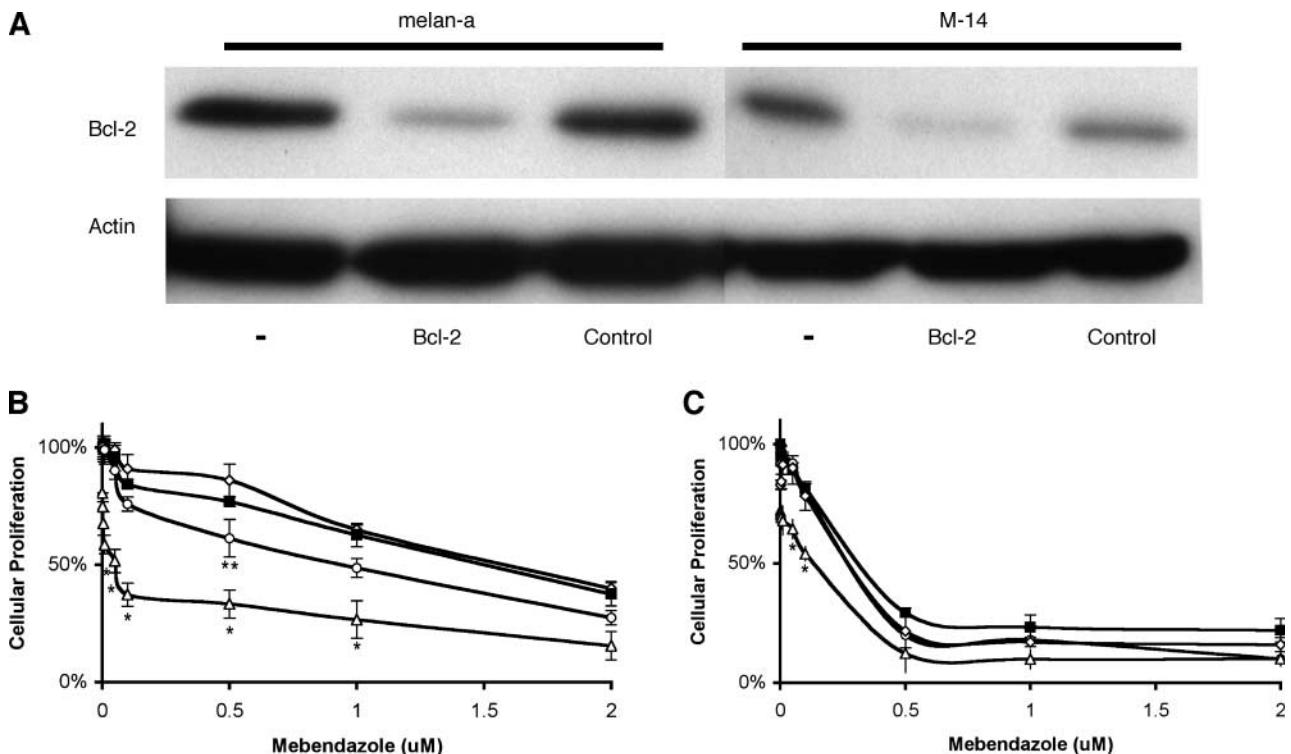 A
melan-a M-14
Bcl-2
Actin
- Bcl-2 Control - Bcl-2 Control
B
Cellular Proliferation
100%
50%
0%
* * * ** * *
0 0.5 1 1.5 2
Mebendazole (uM)
C
Cellular Proliferation
100%
50%
0%
* *
0 0.5 1 1.5 2
Mebendazole (uM)